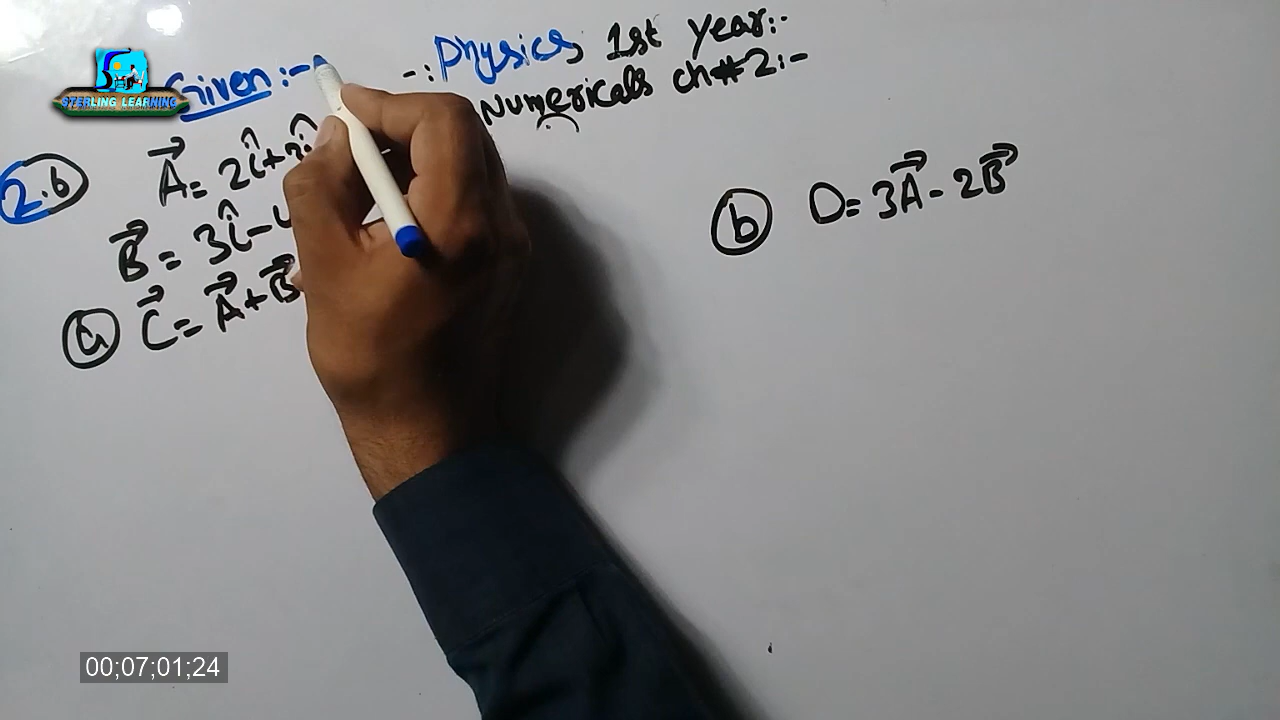 -: Physics 1st Year:-
Numericals ch# 2:-
Given:-
STERLING LEARNING
2.6
A⃗ = 2î +
B⃗ = 3î -
a C⃗ = A⃗ + B⃗
b D = 3A⃗ - 2B⃗
00;07;01;24